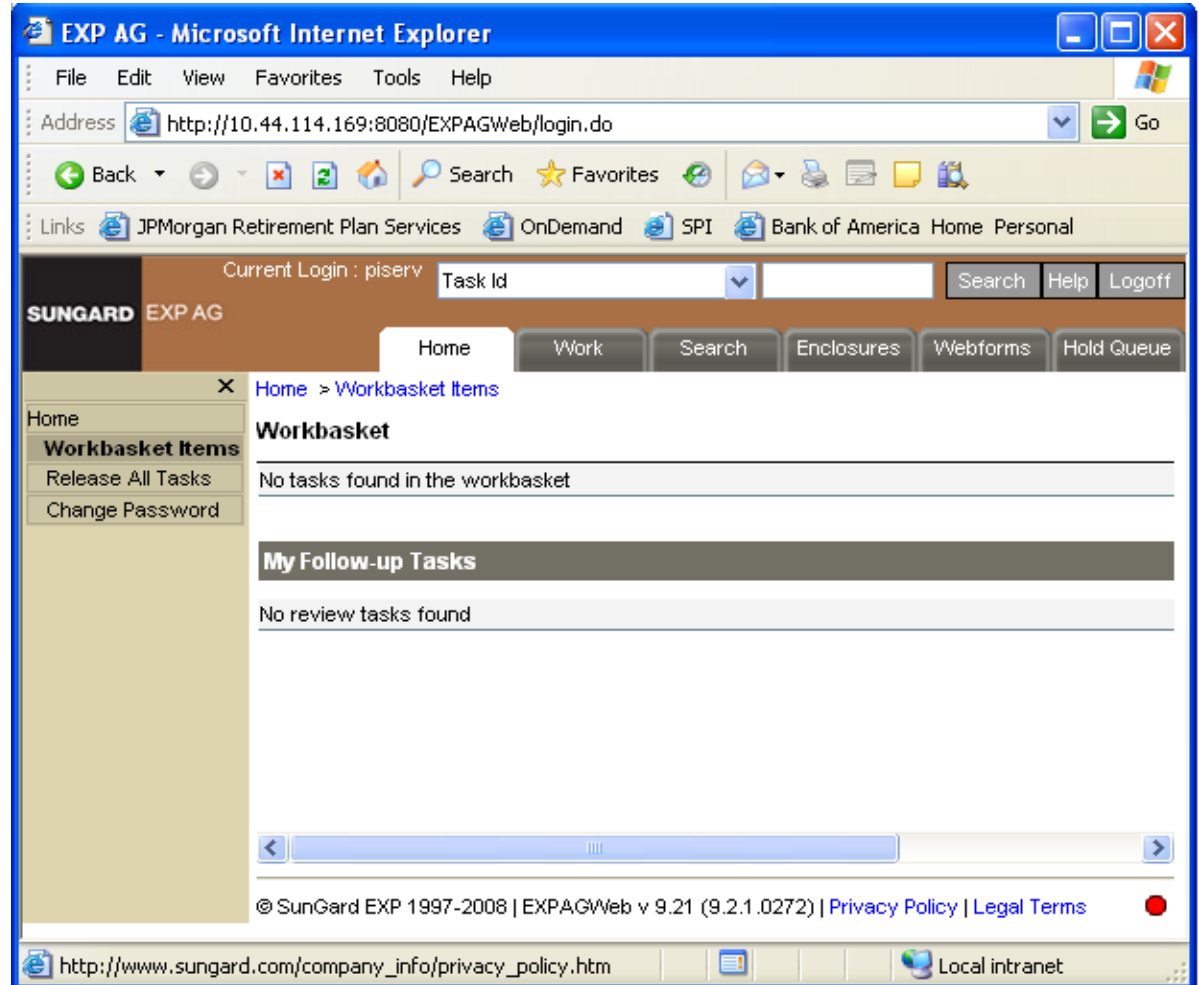 EXP AG - Microsoft Internet Explorer
File Edit View Favorites Tools Help
Address http://10.44.114.169:8080/EXPAGWeb/login.do Go
Back Search Favorites
Links JPMorgan Retirement Plan Services OnDemand SPI Bank of America Home Personal
Current Login : piserv Task Id Search Help Logoff
SUNGARD EXP AG
Home Work Search Enclosures Webforms Hold Queue
X
Home > Workbasket Items
Home
Workbasket Items
Release All Tasks
Change Password
Workbasket
No tasks found in the workbasket
My Follow-up Tasks
No review tasks found
© SunGard EXP 1997-2008 | EXPAGWeb v 9.21 (9.2.1.0272) | Privacy Policy | Legal Terms
http://www.sungard.com/company_info/privacy_policy.htm Local intranet